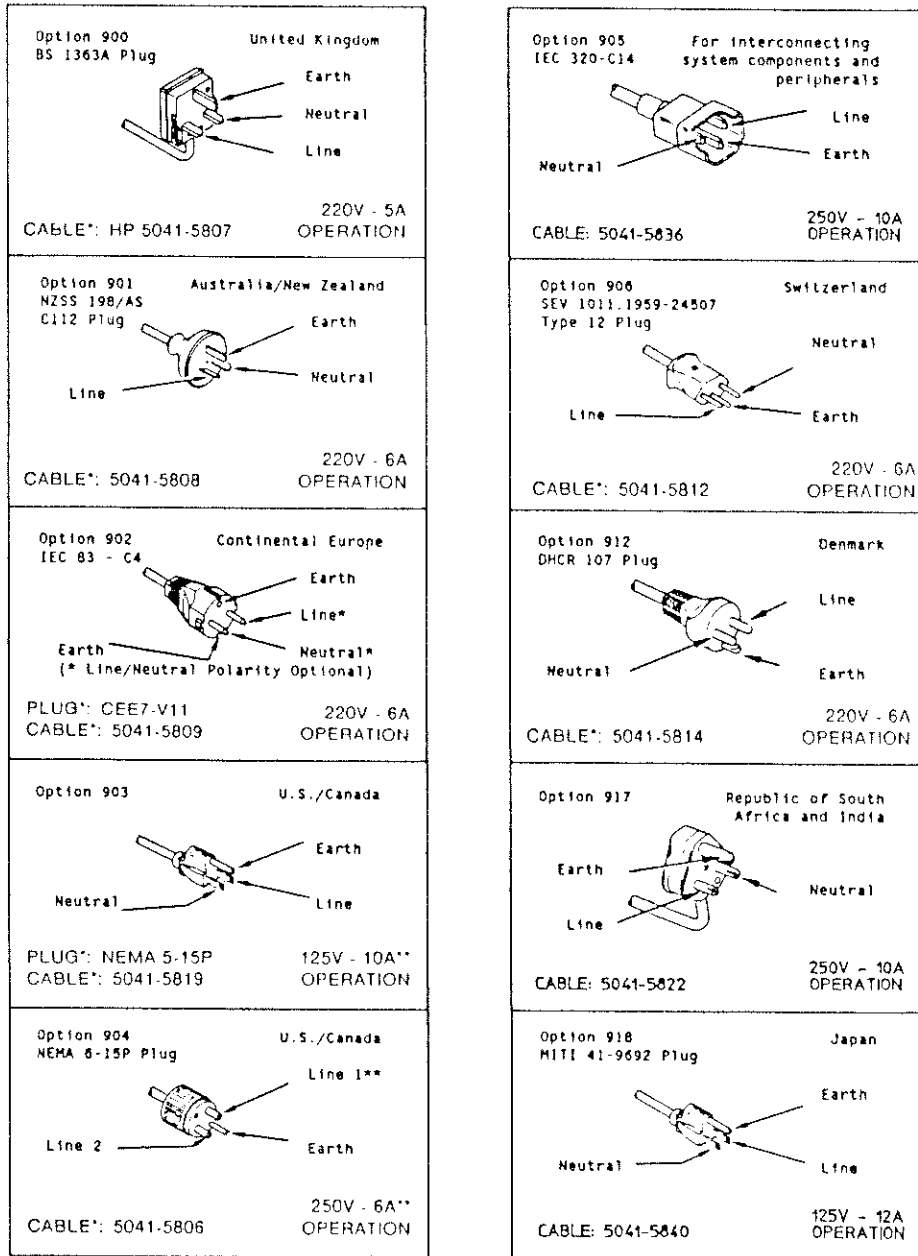 Option 900 United Kingdom
BS 1363A Plug
Earth
Neutral
Line
220V - 5A
CABLE*: HP 5041-5807 OPERATION
Option 901 Australia/New Zealand
NZSS 198/AS
C112 Plug
Earth
Line Neutral
220V - 6A
CABLE*: 5041-5808 OPERATION
Option 902 Continental Europe
IEC 83 - C4
Earth
Line*
Earth Neutral*
(* Line/Neutral Polarity Optional)
PLUG*: CEE7-V11 220V - 6A
CABLE*: 5041-5809 OPERATION
Option 903 U.S./Canada
Earth
Neutral Line
PLUG*: NEMA 5-15P 125V - 10A**
CABLE*: 5041-5819 OPERATION
Option 904 U.S./Canada
NEMA 6-15P Plug
Line 1**
Line 2 Earth
250V - 6A**
CABLE*: 5041-5806 OPERATION
Option 905 For interconnecting
IEC 320-C14 system components and
peripherals
Line
Neutral Earth
250V - 10A
CABLE: 5041-5836 OPERATION
Option 906 Switzerland
SEV 1011.1959-24507
Type 12 Plug
Neutral
Line Earth
220V - 6A
CABLE*: 5041-5812 OPERATION
Option 912 Denmark
DHCR 107 Plug
Line
Neutral Earth
220V - 6A
CABLE*: 5041-5814 OPERATION
Option 917 Republic of South
Africa and India
Earth
Neutral
Line
250V - 10A
CABLE: 5041-5822 OPERATION
Option 918 Japan
MITI 41-9692 Plug
Earth
Neutral Line
125V - 12A
CABLE: 5041-5840 OPERATION